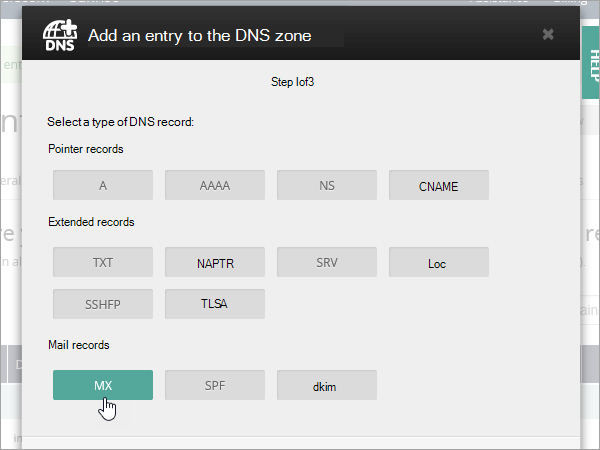 DNS
Add an entry to the DNS zone
HELP
Step Iof3
Select a type of DNS record:
Pointer records
A AAAA NS CNAME
Extended records
TXT NAPTR SRV Loc
SSHFP TLSA
Mail records
MX SPF dkim